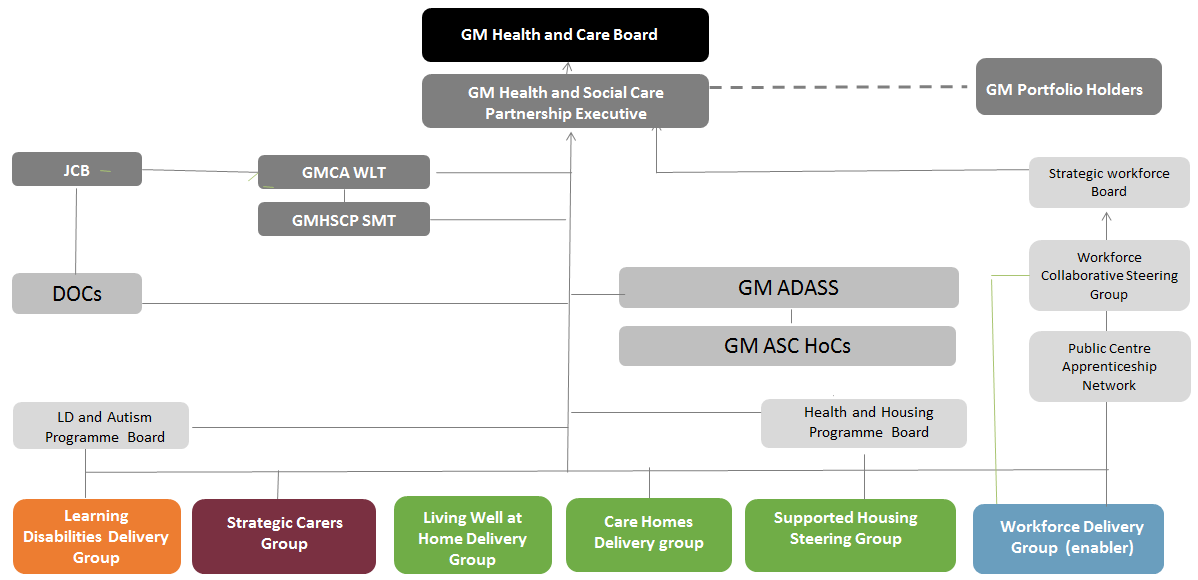 GM Health and Care Board
GM Health and Social Care
Partnership Executive
GM Portfolio Holders
JCB
GMCA WLT
Strategic workforce
Board
GMHSCP SMT
Workforce
Collaborative Steering
Group
DOCs
GM ADASS
GM ASC HoCs
Public Centre
Apprenticeship
Network
LD and Autism
Programme Board
Health and Housing
Programme Board
Learning
Disabilities Delivery
Group
Strategic Carers
Group
Living Well at
Home Delivery
Group
Care Homes
Delivery group
Supported Housing
Steering Group
Workforce Delivery
Group (enabler)